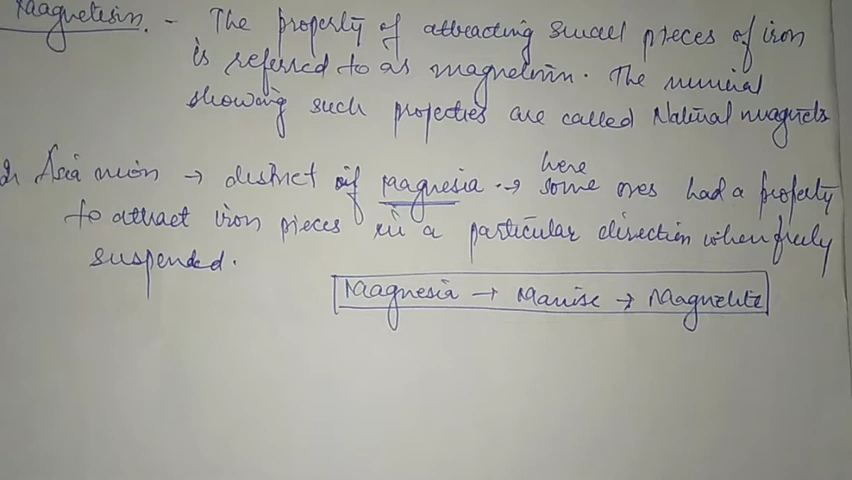 Magnetism. - The property of attracting small pieces of iron
is referred to as magnetism. The mineral
showing such properties are called Natural magnets
In Asia minor → district of Magnesia → here some ores had a property
to attract iron pieces in a particular direction when freely
suspended.
Magnesia → Manise → Magnetite